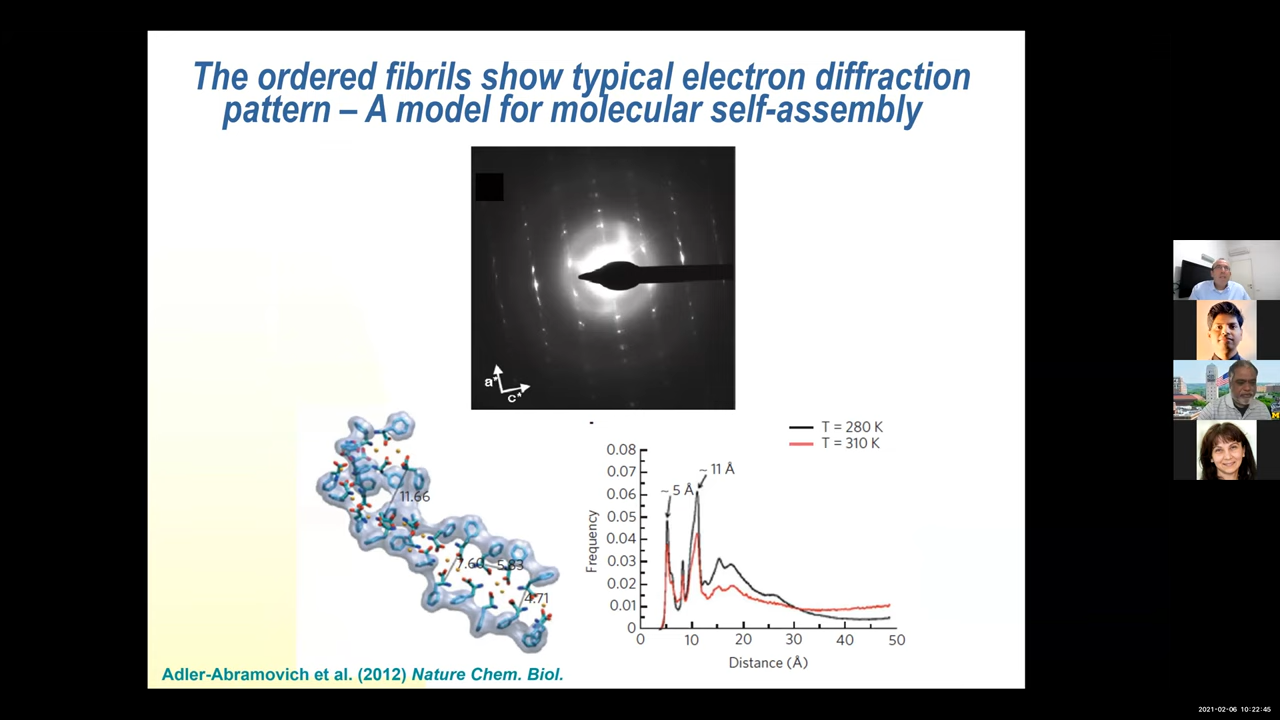 The ordered fibrils show typical electron diffraction
pattern – A model for molecular self-assembly
a*
c*
11.66
7.60
5.83
4.71
T = 280 K
T = 310 K
~ 5 Å
~ 11 Å
Frequency
0.08
0.07
0.06
0.05
0.04
0.03
0.02
0.01
0
0 10 20 30 40 50
Distance (Å)
Adler-Abramovich et al. (2012) Nature Chem. Biol.
2021-02-06 10:22:45